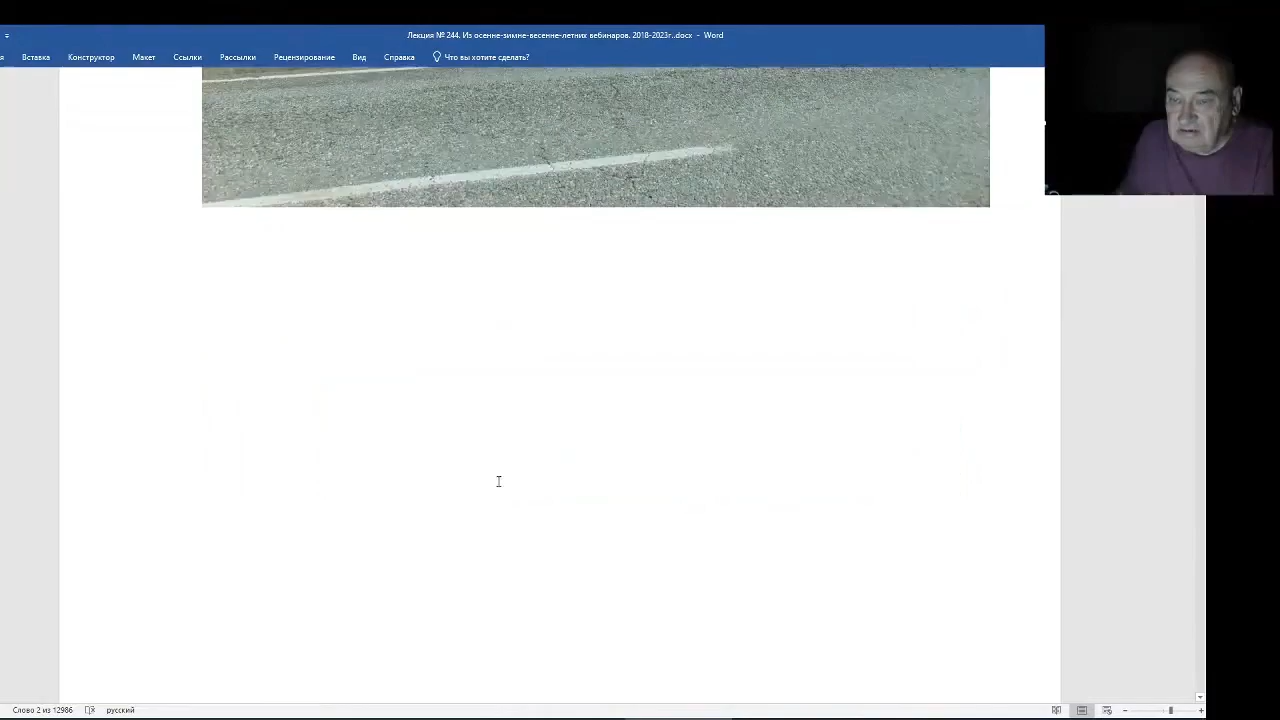 Лекция № 244. Из осенне-зимне-весенне-летних вебинаров. 2018-2023г..docx - Word
я Вставка Конструктор Макет Ссылки Рассылки Рецензирование Вид Справка Что вы хотите сделать?
Слово 2 из 12986 русский